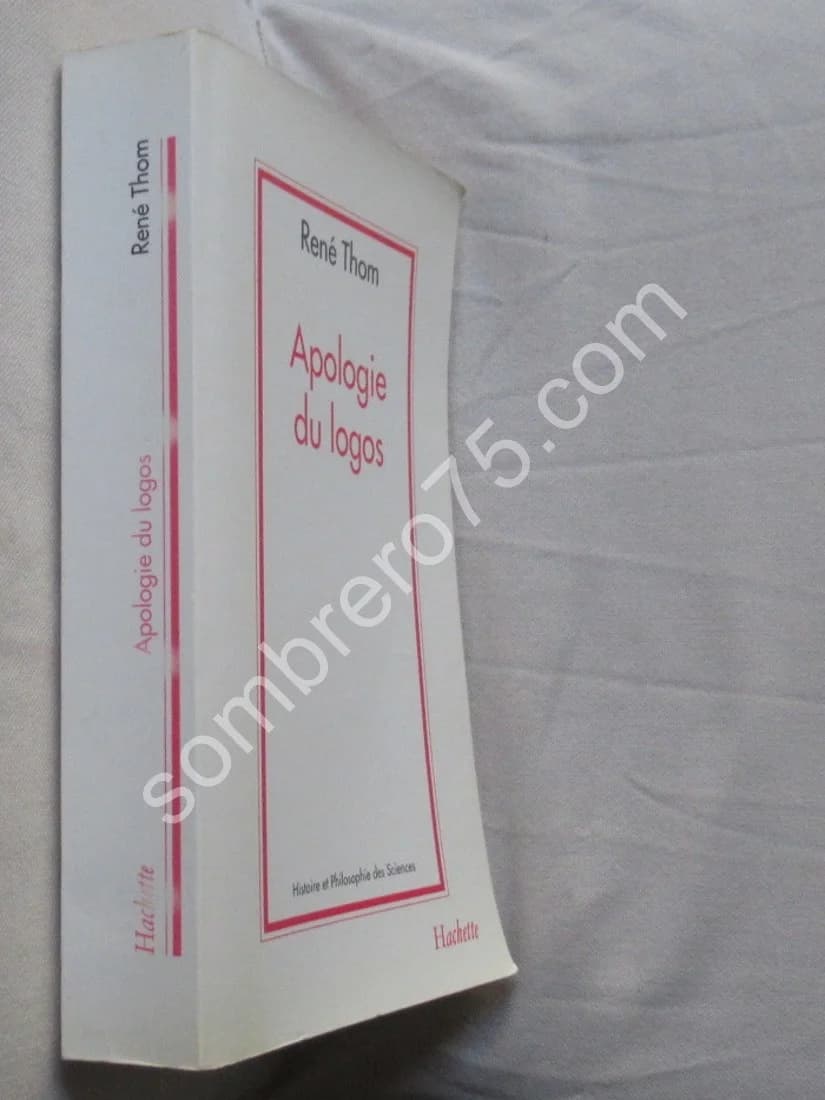 René Thom
Apologie
du logos
Histoire et Philosophie des Sciences
Hachette
Hachette
Apologie du logos
René Thom
sombrero75.com